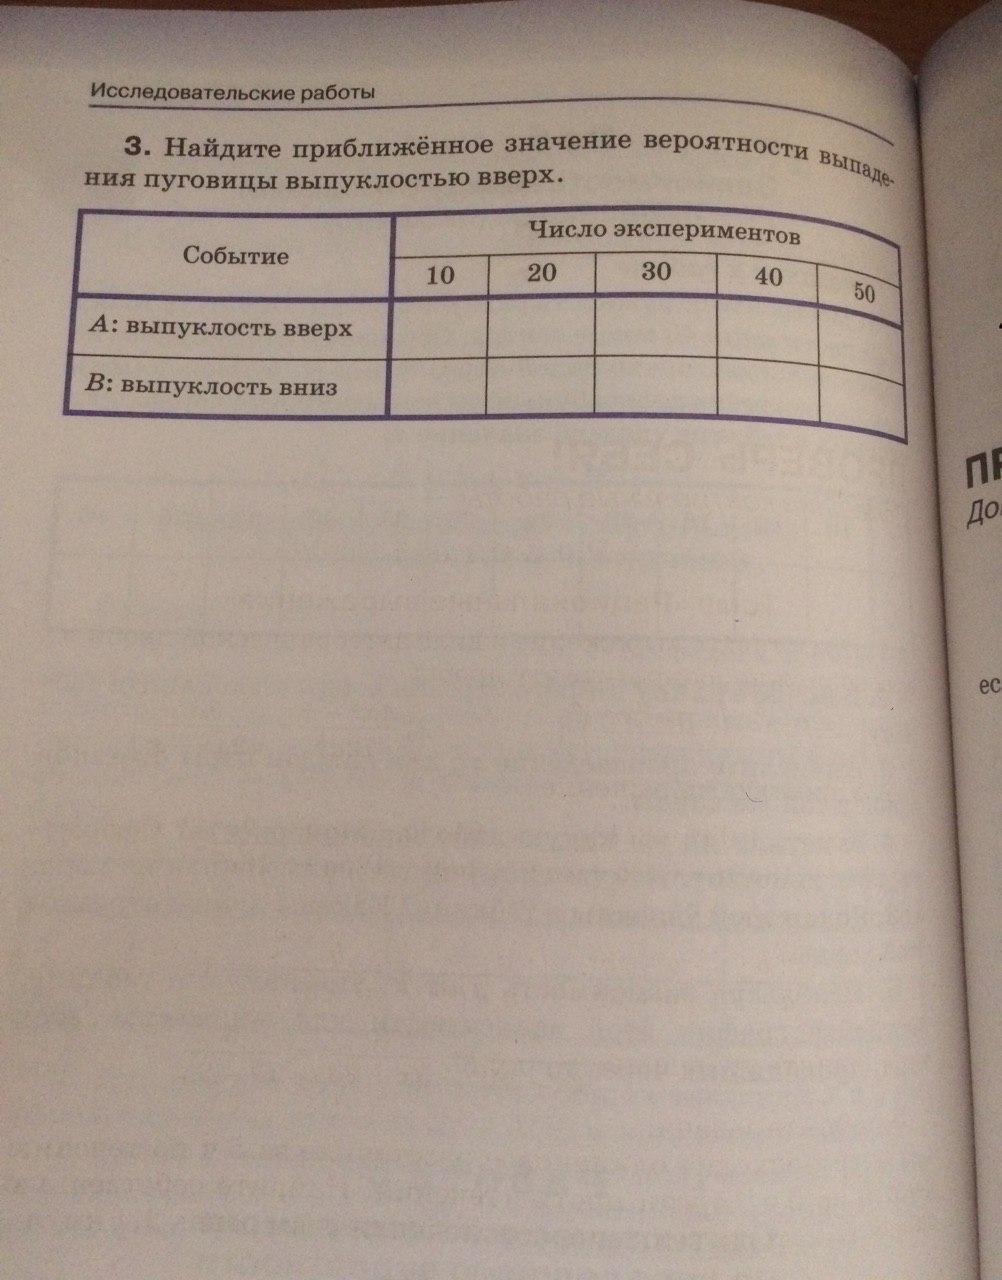 Исследовательские работы
3. Найдите приближённое значение вероятности выпаде-
ния пуговицы выпуклостью вверх.
Событие
Число экспериментов
10 20 30 40 50
A: выпуклость вверх
B: выпуклость вниз
ПР
До
ес